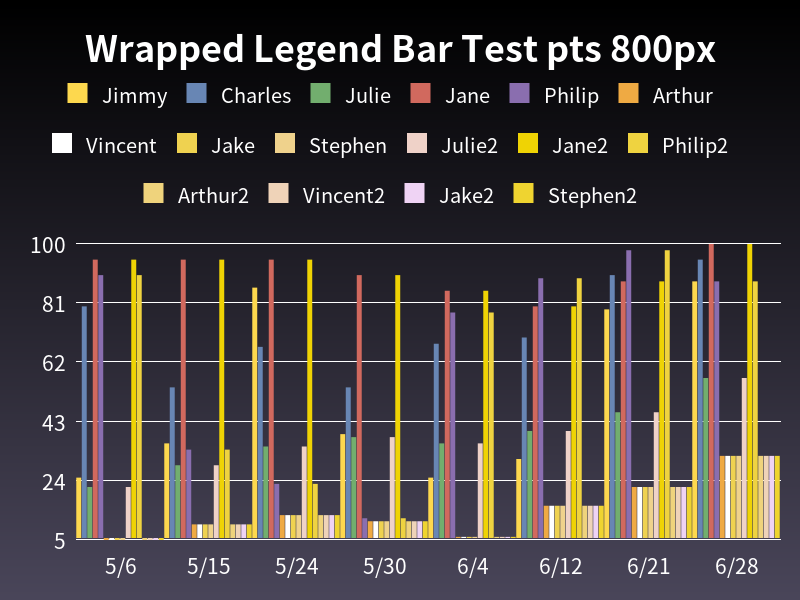 Wrapped Legend Bar Test pts 800px
Jimmy Charles Julie Jane Philip Arthur
Vincent Jake Stephen Julie2 Jane2 Philip2
Arthur2 Vincent2 Jake2 Stephen2
100
81
62
43
24
5
5/6 5/15 5/24 5/30 6/4 6/12 6/21 6/28